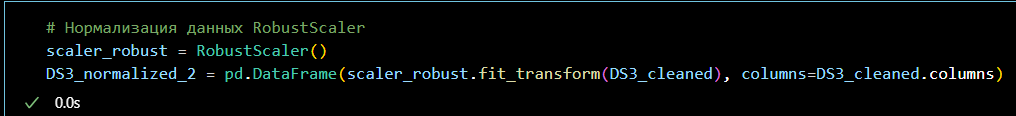 # Нормализация данных RobustScaler
scaler_robust = RobustScaler()
DS3_normalized_2 = pd.DataFrame(scaler_robust.fit_transform(DS3_cleaned), columns=DS3_cleaned.columns)
✓ 0.0s